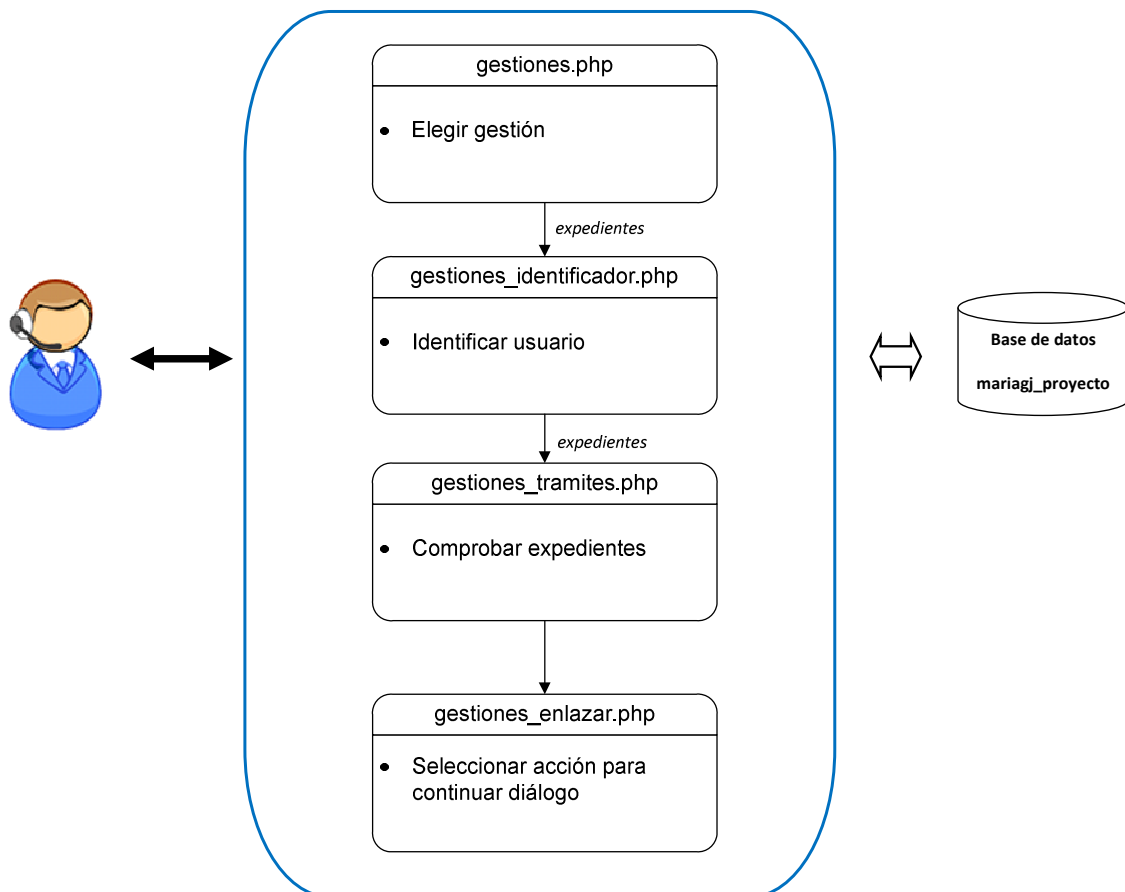 gestiones.php
• Elegir gestión
expedientes
gestiones_identificador.php
• Identificar usuario
expedientes
gestiones_tramites.php
• Comprobar expedientes
gestiones_enlazar.php
• Seleccionar acción para
continuar diálogo
Base de datos
mariagj_proyecto